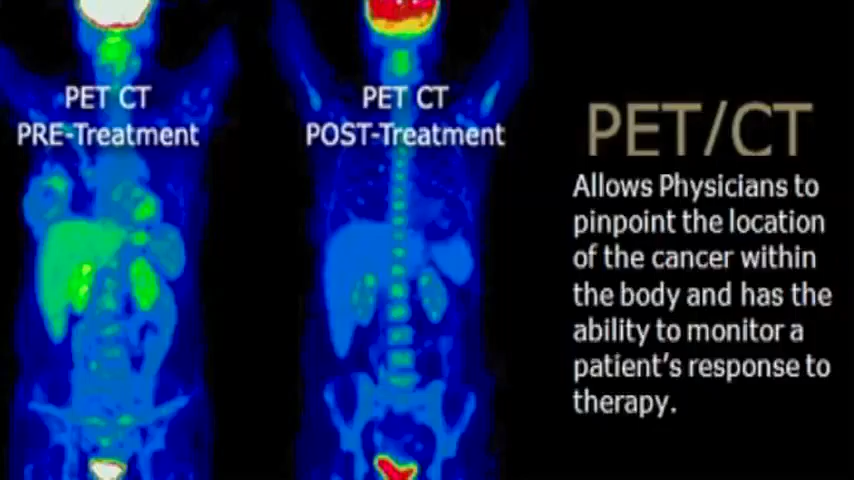 PET CT
PRE-Treatment
PET CT
POST-Treatment
PET/CT
Allows Physicians to
pinpoint the location
of the cancer within
the body and has the
ability to monitor a
patient's response to
therapy.